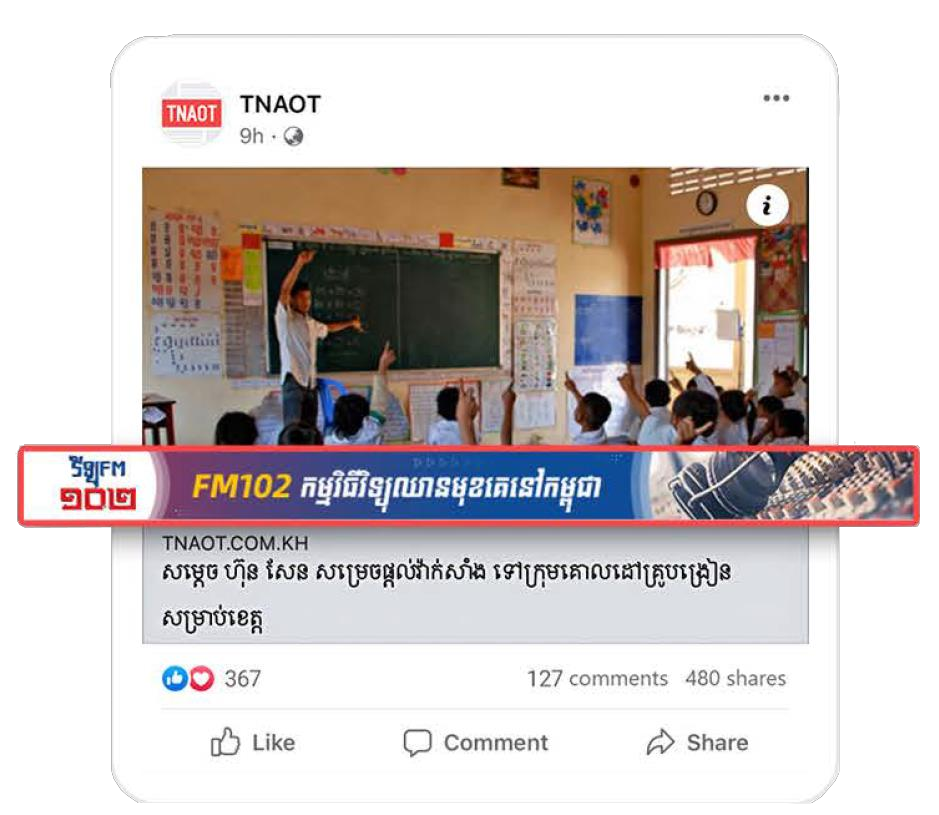 TNAOT
TNAOT
9h ·
វិទ្យុFM
១០២
FM102 កម្មវិធីវិទ្យុឈានមុខគេនៅកម្ពុជា
TNAOT.COM.KH
សម្តេច ហ៊ុន សែន សម្រេចផ្តល់វ៉ាក់សាំង ទៅក្រុមគោលដៅគ្រូបង្រៀន
សម្រាប់ខេត្ត
367
127 comments 480 shares
Like Comment Share